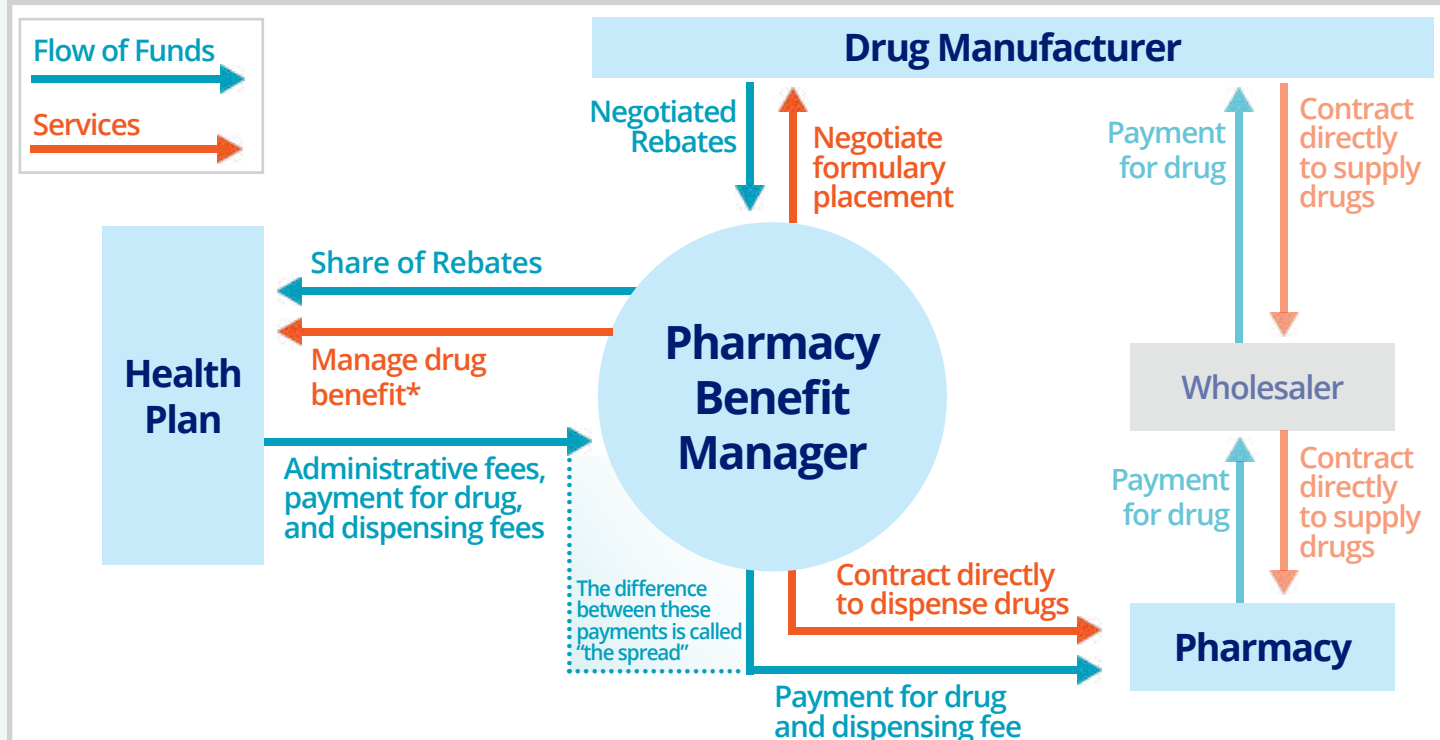 Flow of Funds
Services
Drug Manufacturer
Negotiated
Rebates
Negotiate
formulary
placement
Payment
for drug
Contract
directly
to supply
drugs
Share of Rebates
Manage drug
benefit*
Health
Plan
Administrative fees,
payment for drug,
and dispensing fees
Pharmacy
Benefit
Manager
Wholesaler
Payment
for drug
Contract
directly
to supply
drugs
The difference
between these
payments is called
“the spread”
Contract directly
to dispense drugs
Pharmacy
Payment for drug
and dispensing fee